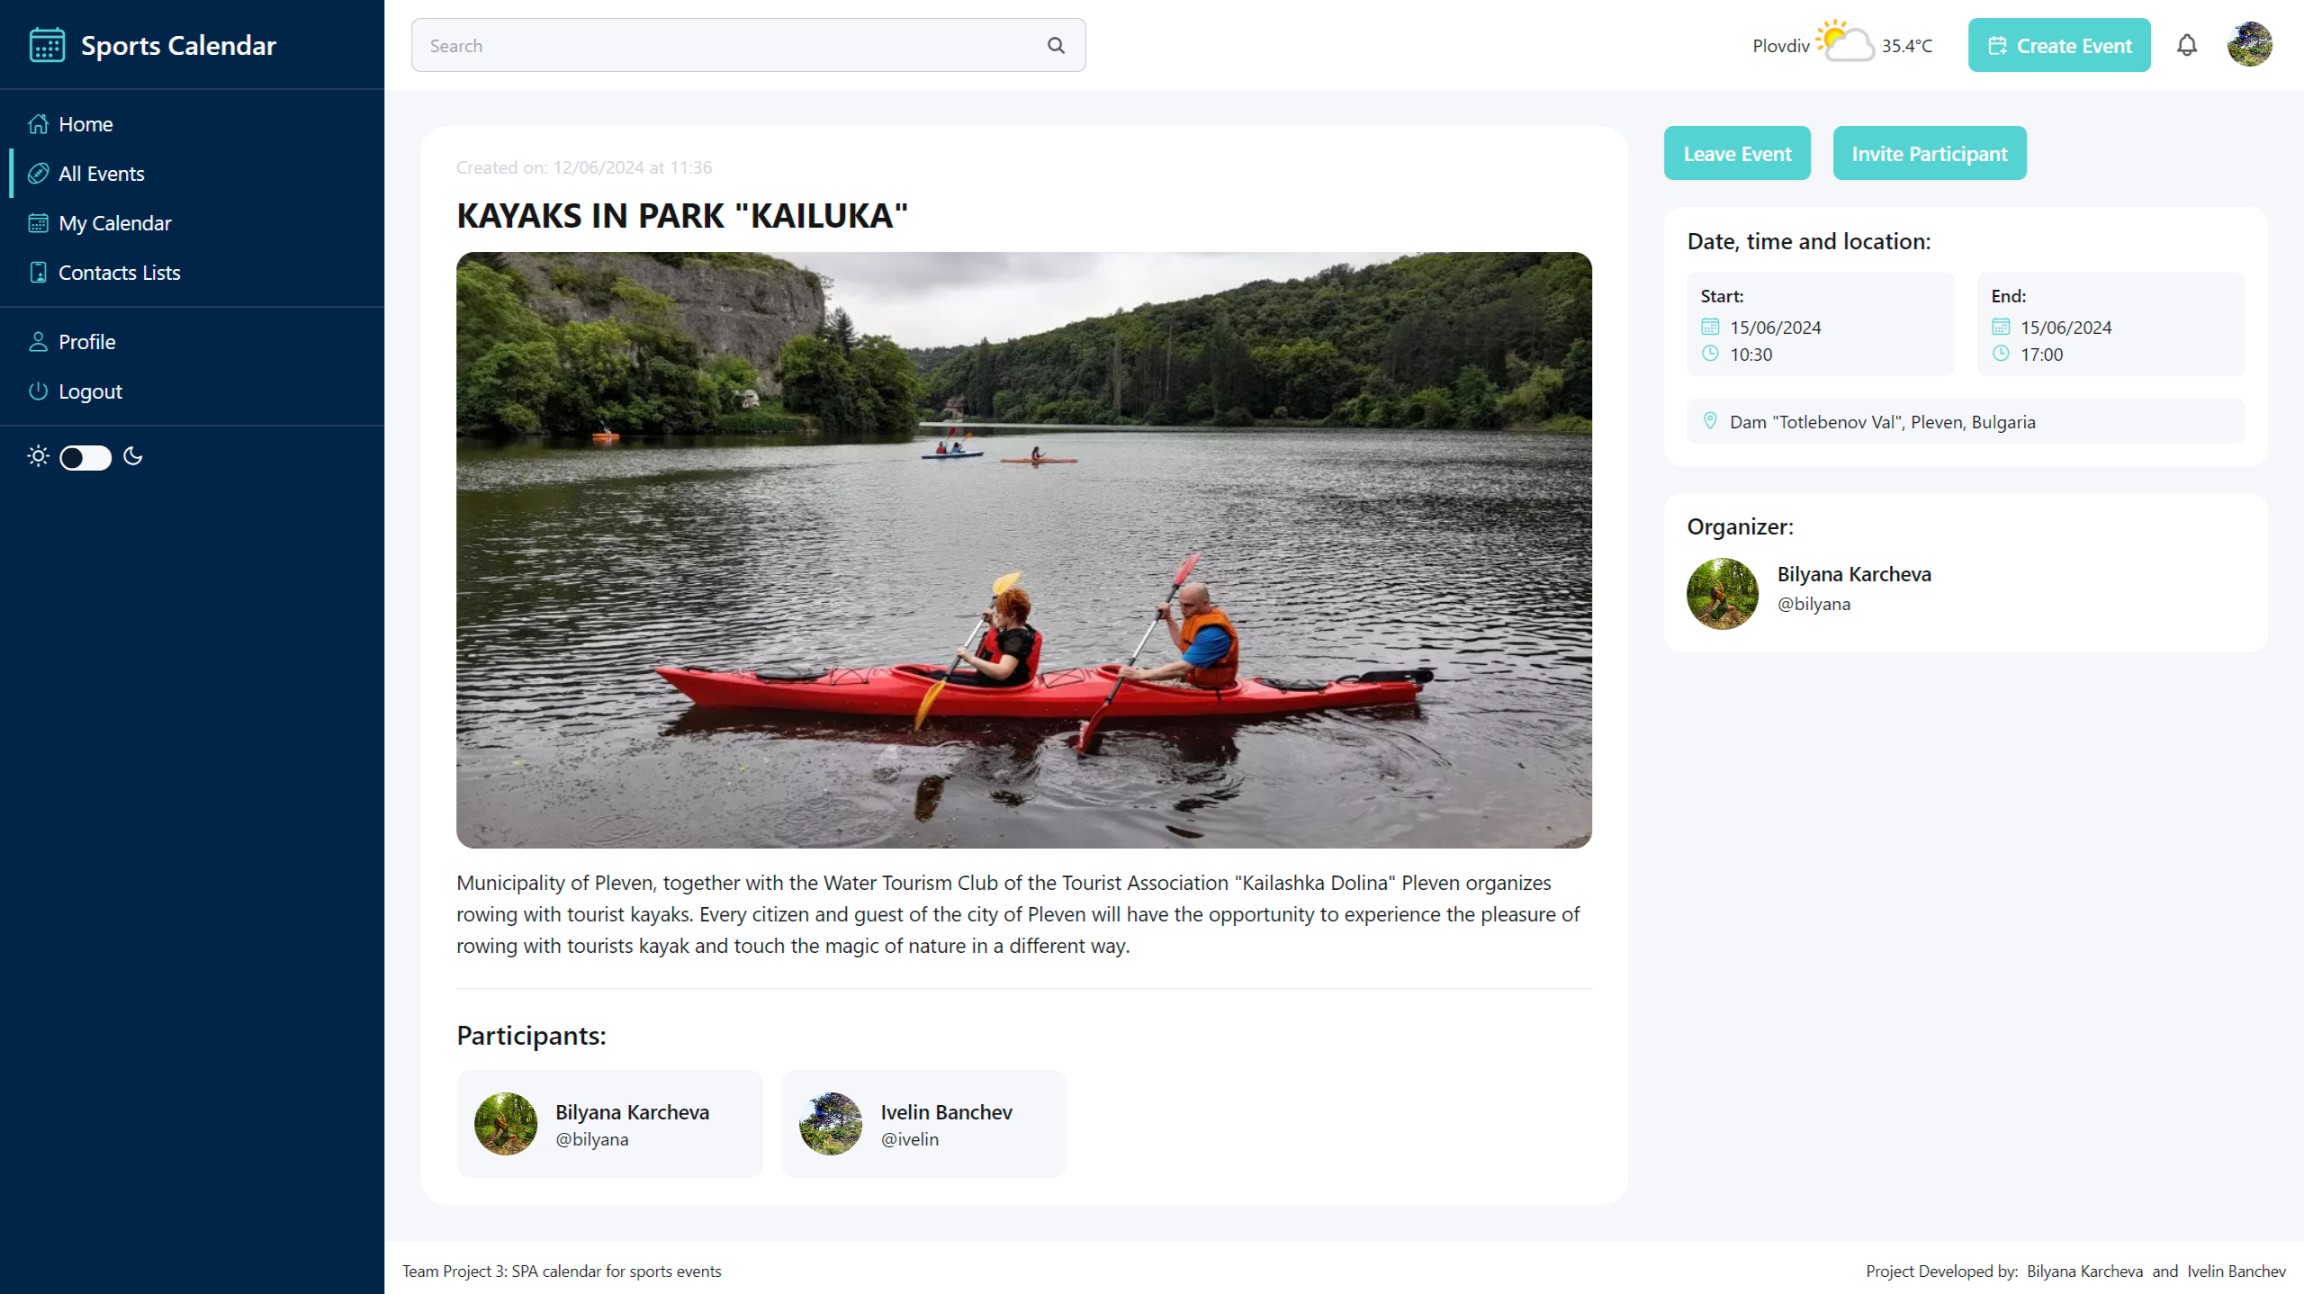 Sports Calendar
Home
All Events
My Calendar
Contacts Lists
Profile
Logout
Search
Plovdiv 35.4°C
Create Event
Created on: 12/06/2024 at 11:36
KAYAKS IN PARK "KAILUKA"
Municipality of Pleven, together with the Water Tourism Club of the Tourist Association "Kailashka Dolina" Pleven organizes
rowing with tourist kayaks. Every citizen and guest of the city of Pleven will have the opportunity to experience the pleasure of
rowing with tourists kayak and touch the magic of nature in a different way.
Participants:
Bilyana Karcheva
@bilyana
Ivelin Banchev
@ivelin
Leave Event
Invite Participant
Date, time and location:
Start:
15/06/2024
10:30
End:
15/06/2024
17:00
Dam "Totlebenov Val", Pleven, Bulgaria
Organizer:
Bilyana Karcheva
@bilyana
Team Project 3: SPA calendar for sports events
Project Developed by: Bilyana Karcheva and Ivelin Banchev